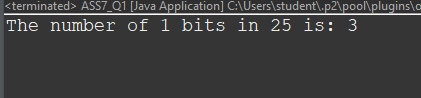 <terminated> ASS7_Q1 [Java Application] C:\Users\student\.p2\pool\plugins\o
The number of 1 bits in 25 is: 3